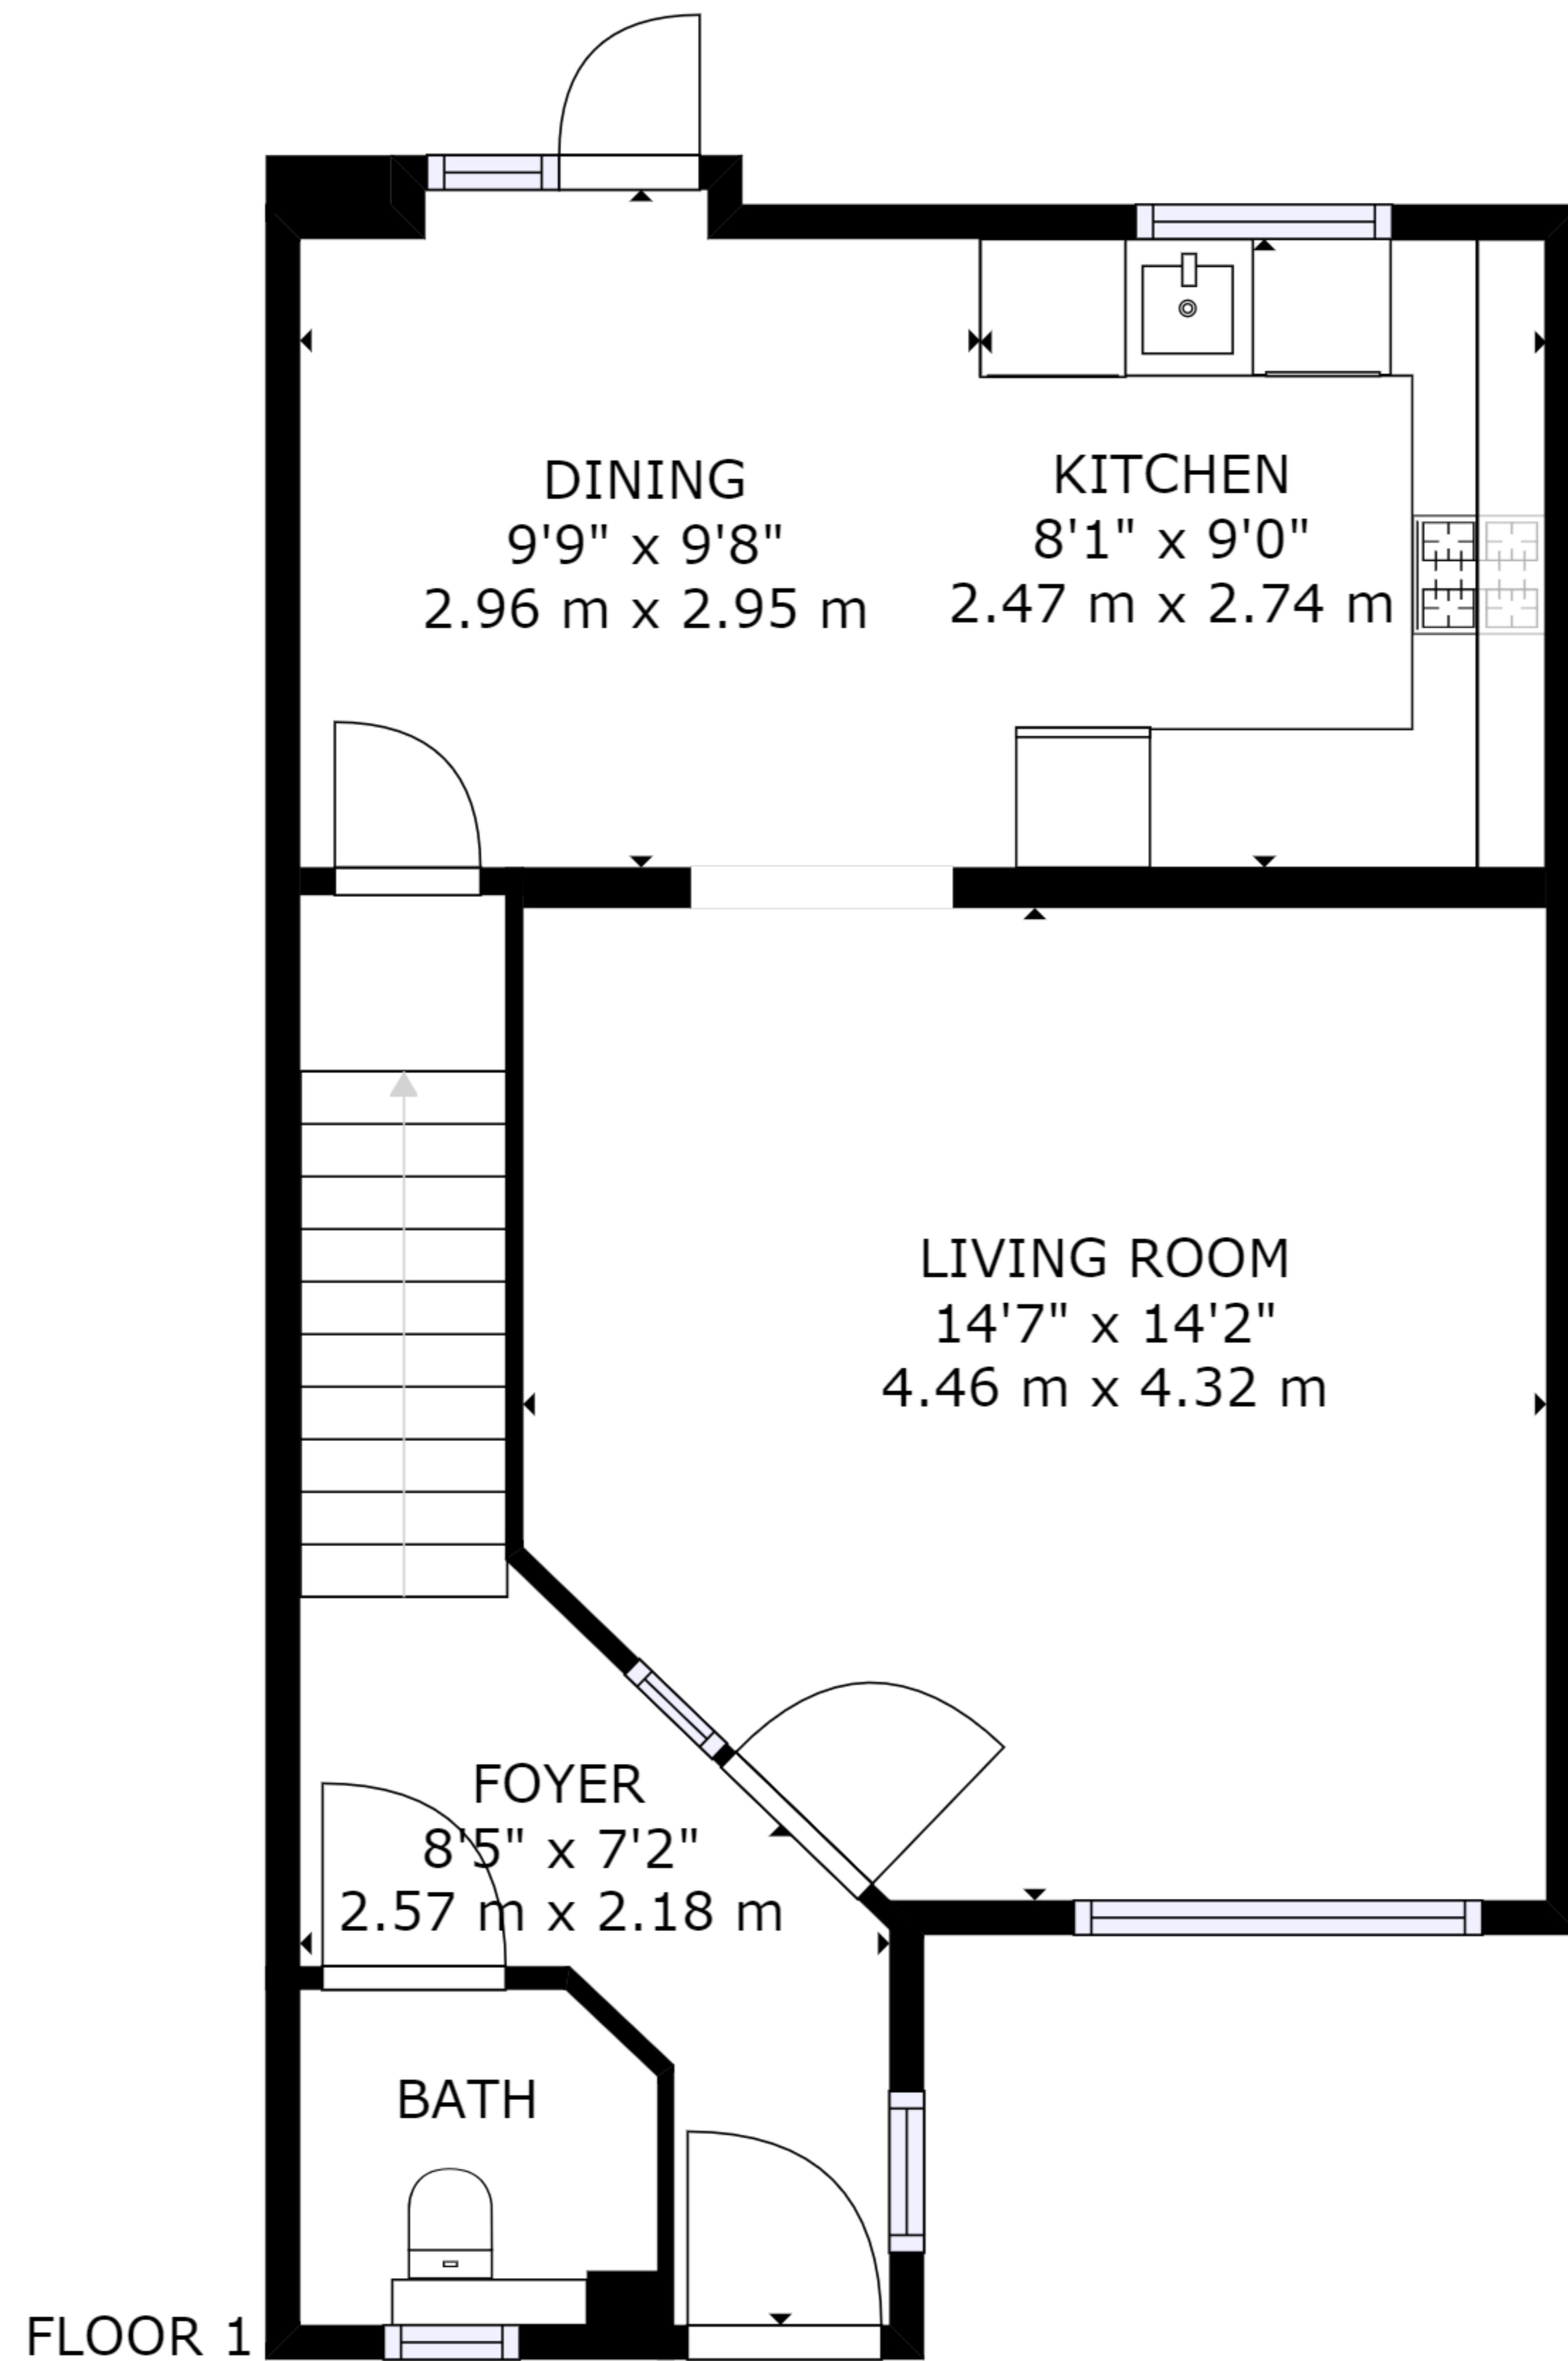 DINING
9'9" x 9'8"
2.96 m x 2.95 m
KITCHEN
8'1" x 9'0"
2.47 m x 2.74 m
LIVING ROOM
14'7" x 14'2"
4.46 m x 4.32 m
FOYER
8'5" x 7'2"
2.57 m x 2.18 m
BATH
FLOOR 1